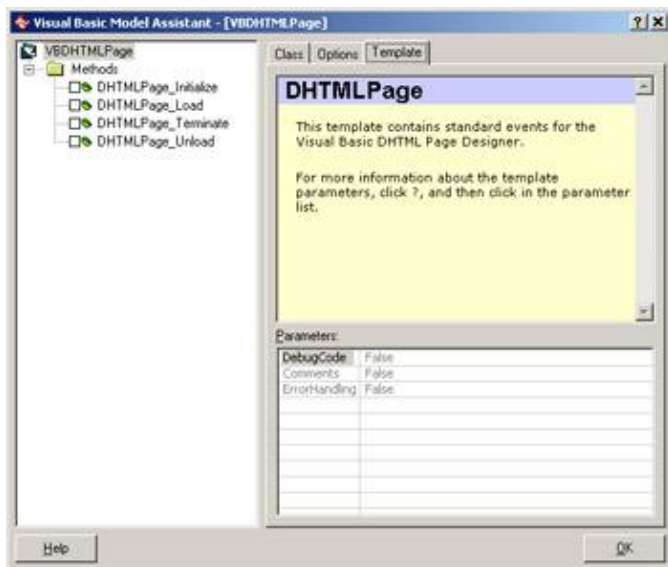 Visual Basic Model Assistant - [VBDHTMLPage]
VBDHTMLPage
Methods
DHTMLPage_Initialize
DHTMLPage_Load
DHTMLPage_Terminate
DHTMLPage_Unload
Class Options Template
DHTMLPage
This template contains standard events for the
Visual Basic DHTML Page Designer.
For more information about the template
parameters, click ?, and then click in the parameter
list.
Parameters:
DebugCode False
Comments False
ErrorHandling False
Help
OK